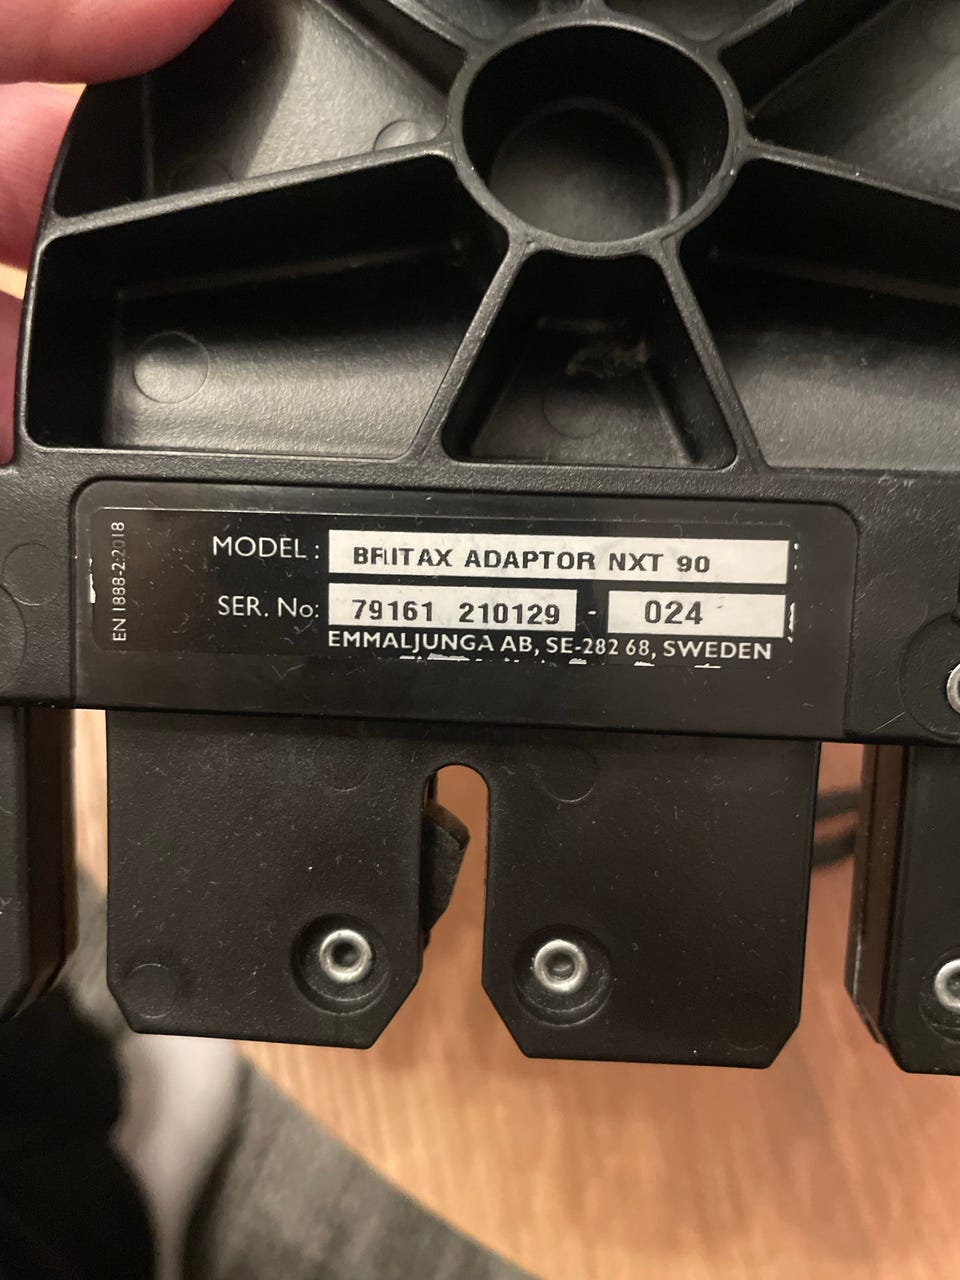 MODEL : BRITAX ADAPTOR NXT 90
SER. No: 79161 210129 - 024
EMMALJUNGA AB, SE-282 68, SWEDEN
EN 1888-2:2018